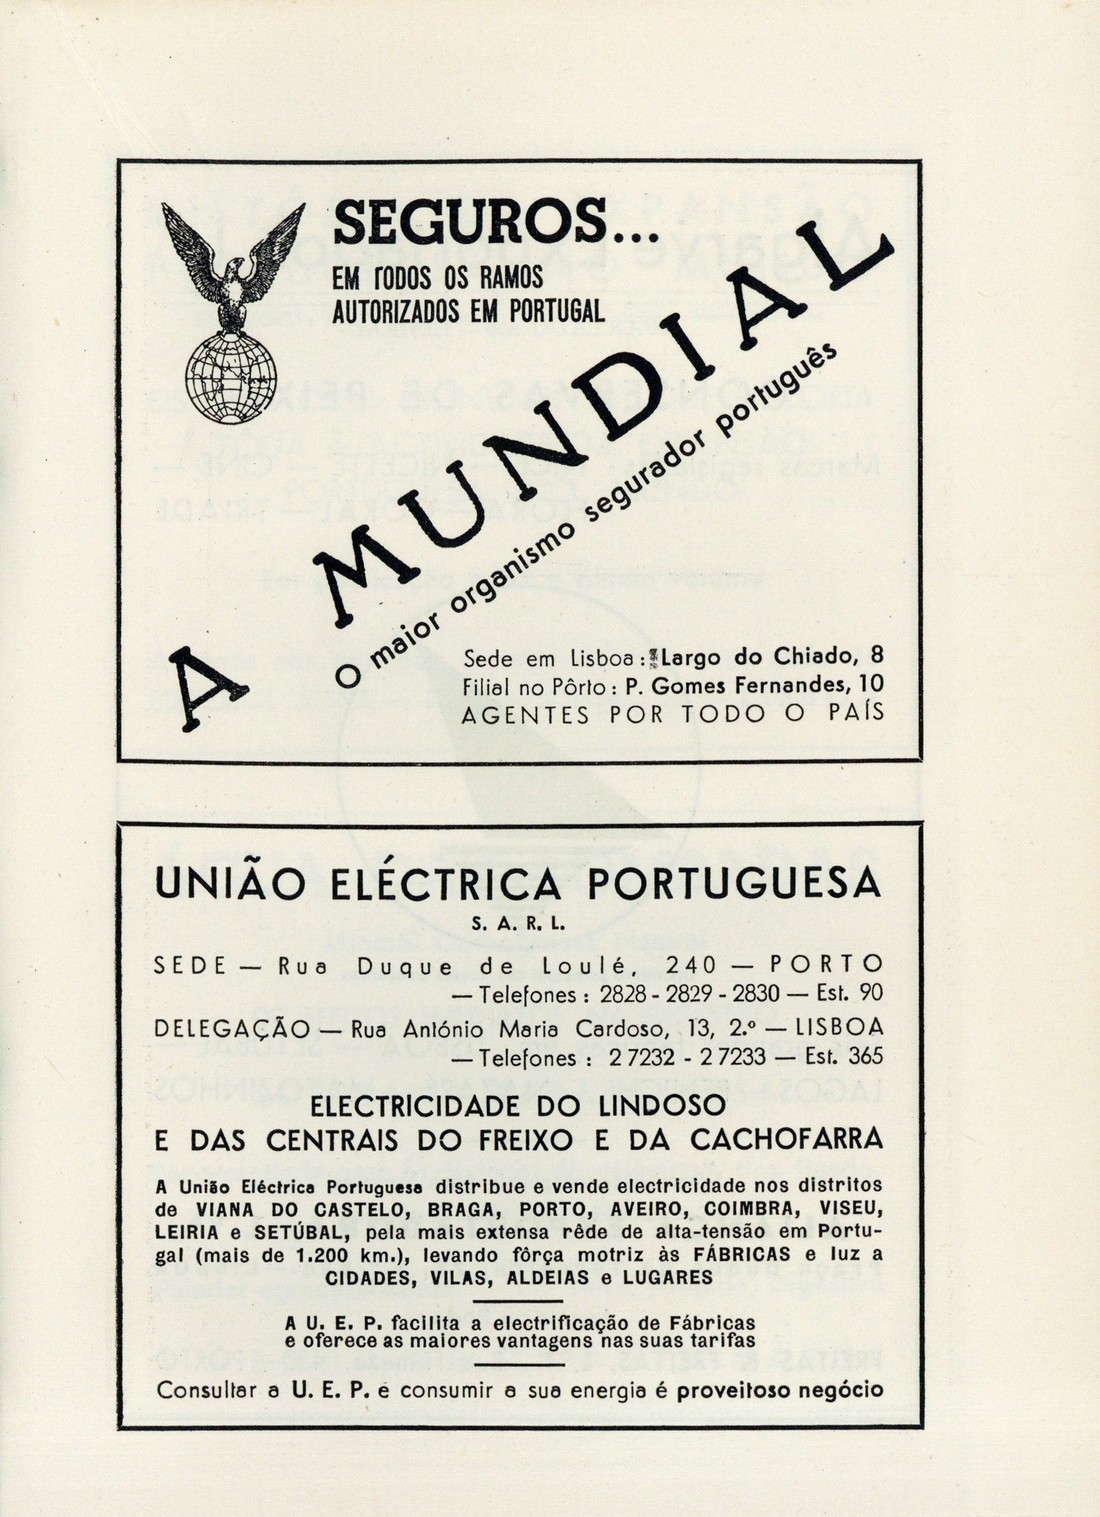 SEGUROS...
EM TODOS OS RAMOS
AUTORIZADOS EM PORTUGAL
A MUNDIAL
O maior organismo segurador português
Sede em Lisboa: Largo do Chiado, 8
Filial no Pôrto: P. Gomes Fernandes, 10
AGENTES POR TODO O PAÍS
UNIÃO ELÉCTRICA PORTUGUESA
S. A. R. L.
SEDE — Rua Duque de Loulé, 240 — PORTO
— Telefones: 2828 - 2829 - 2830 — Est. 90
DELEGAÇÃO — Rua António Maria Cardoso, 13, 2.º — LISBOA
— Telefones: 2 7232 - 2 7233 — Est. 365
ELECTRICIDADE DO LINDOSO
E DAS CENTRAIS DO FREIXO E DA CACHOFARRA
A União Eléctrica Portuguesa distribue e vende electricidade nos distritos
de VIANA DO CASTELO, BRAGA, PORTO, AVEIRO, COIMBRA, VISEU,
LEIRIA e SETÚBAL, pela mais extensa rêde de alta-tensão em Portu-
gal (mais de 1.200 km.), levando fôrça motriz às FÁBRICAS e luz a
CIDADES, VILAS, ALDEIAS e LUGARES
A U. E. P. facilita a electrificação de Fábricas
e oferece as maiores vantagens nas suas tarifas
Consultar a U. E. P. e consumir a sua energia é proveitoso negócio